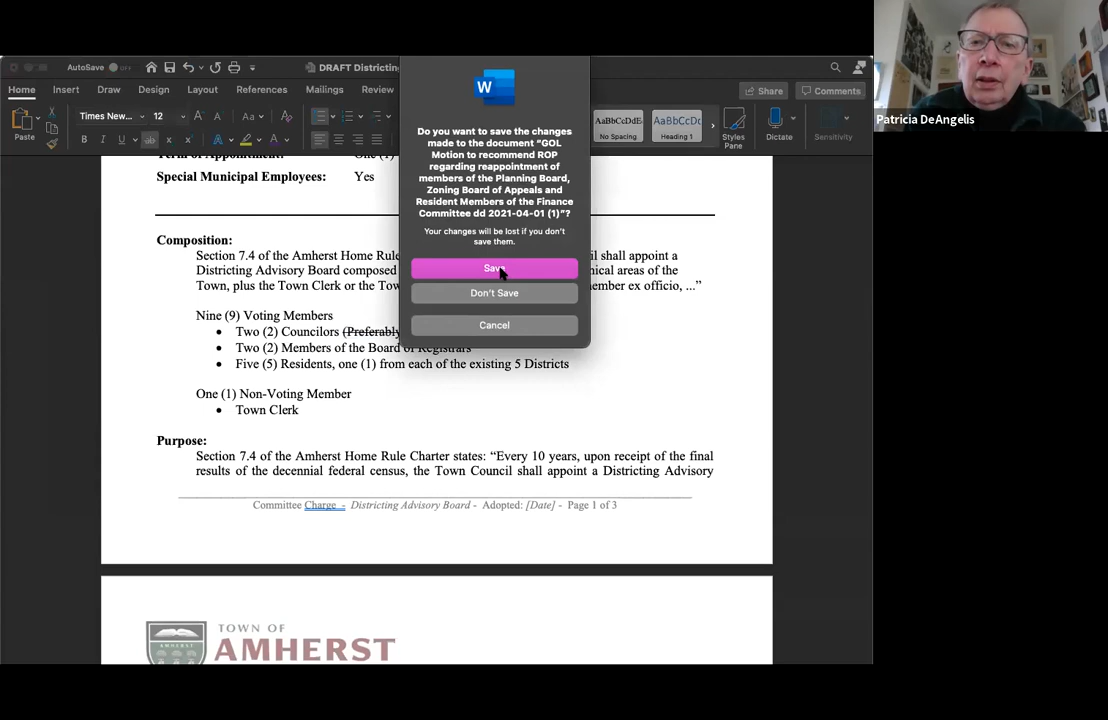 AutoSave
DRAFT Districtin
Home Insert Draw Design Layout References Mailings Review
Share Comments
Paste
Times New... 12
Aa
B I U ab x x A A
AaBbCcDdE
No Spacing
AaBbCc
Heading 1
Styles
Pane
Dictate
Sensitivity
Patricia DeAngelis
W
Do you want to save the changes
made to the document "GOL
Motion to recommend ROP
regarding reappointment of
members of the Planning Board,
Zoning Board of Appeals and
Resident Members of the Finance
Committee dd 2021-04-01 (1)"?
Your changes will be lost if you don't
save them.
Save
Don't Save
Cancel
One (1)
Special Municipal Employees: Yes
Composition:
Section 7.4 of the Amherst Home Rule il shall appoint a
Districting Advisory Board composed nical areas of the
Town, plus the Town Clerk or the Tow ember ex officio, ..."
Nine (9) Voting Members
• Two (2) Councilors (Preferably
• Two (2) Members of the Board of Registrars
• Five (5) Residents, one (1) from each of the existing 5 Districts
One (1) Non-Voting Member
• Town Clerk
Purpose:
Section 7.4 of the Amherst Home Rule Charter states: "Every 10 years, upon receipt of the final
results of the decennial federal census, the Town Council shall appoint a Districting Advisory
Committee Charge - Districting Advisory Board - Adopted: [Date] - Page 1 of 3
TOWN OF
AMHERST